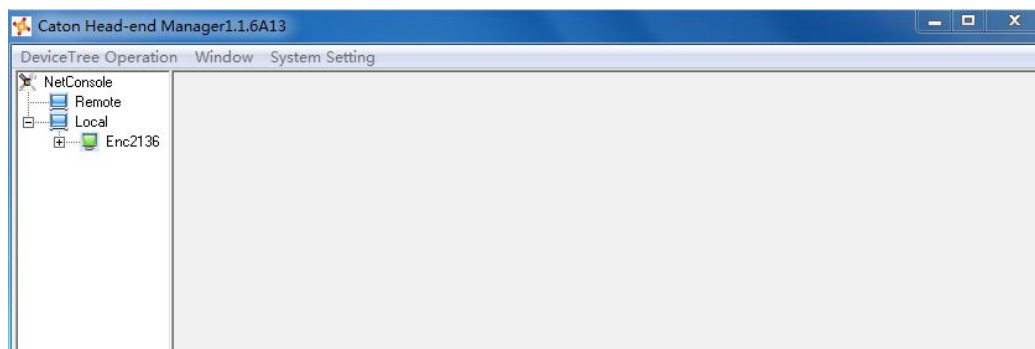 Caton Head-end Manager1.1.6A13
DeviceTree Operation Window System Setting
NetConsole
Remote
Local
Enc2136